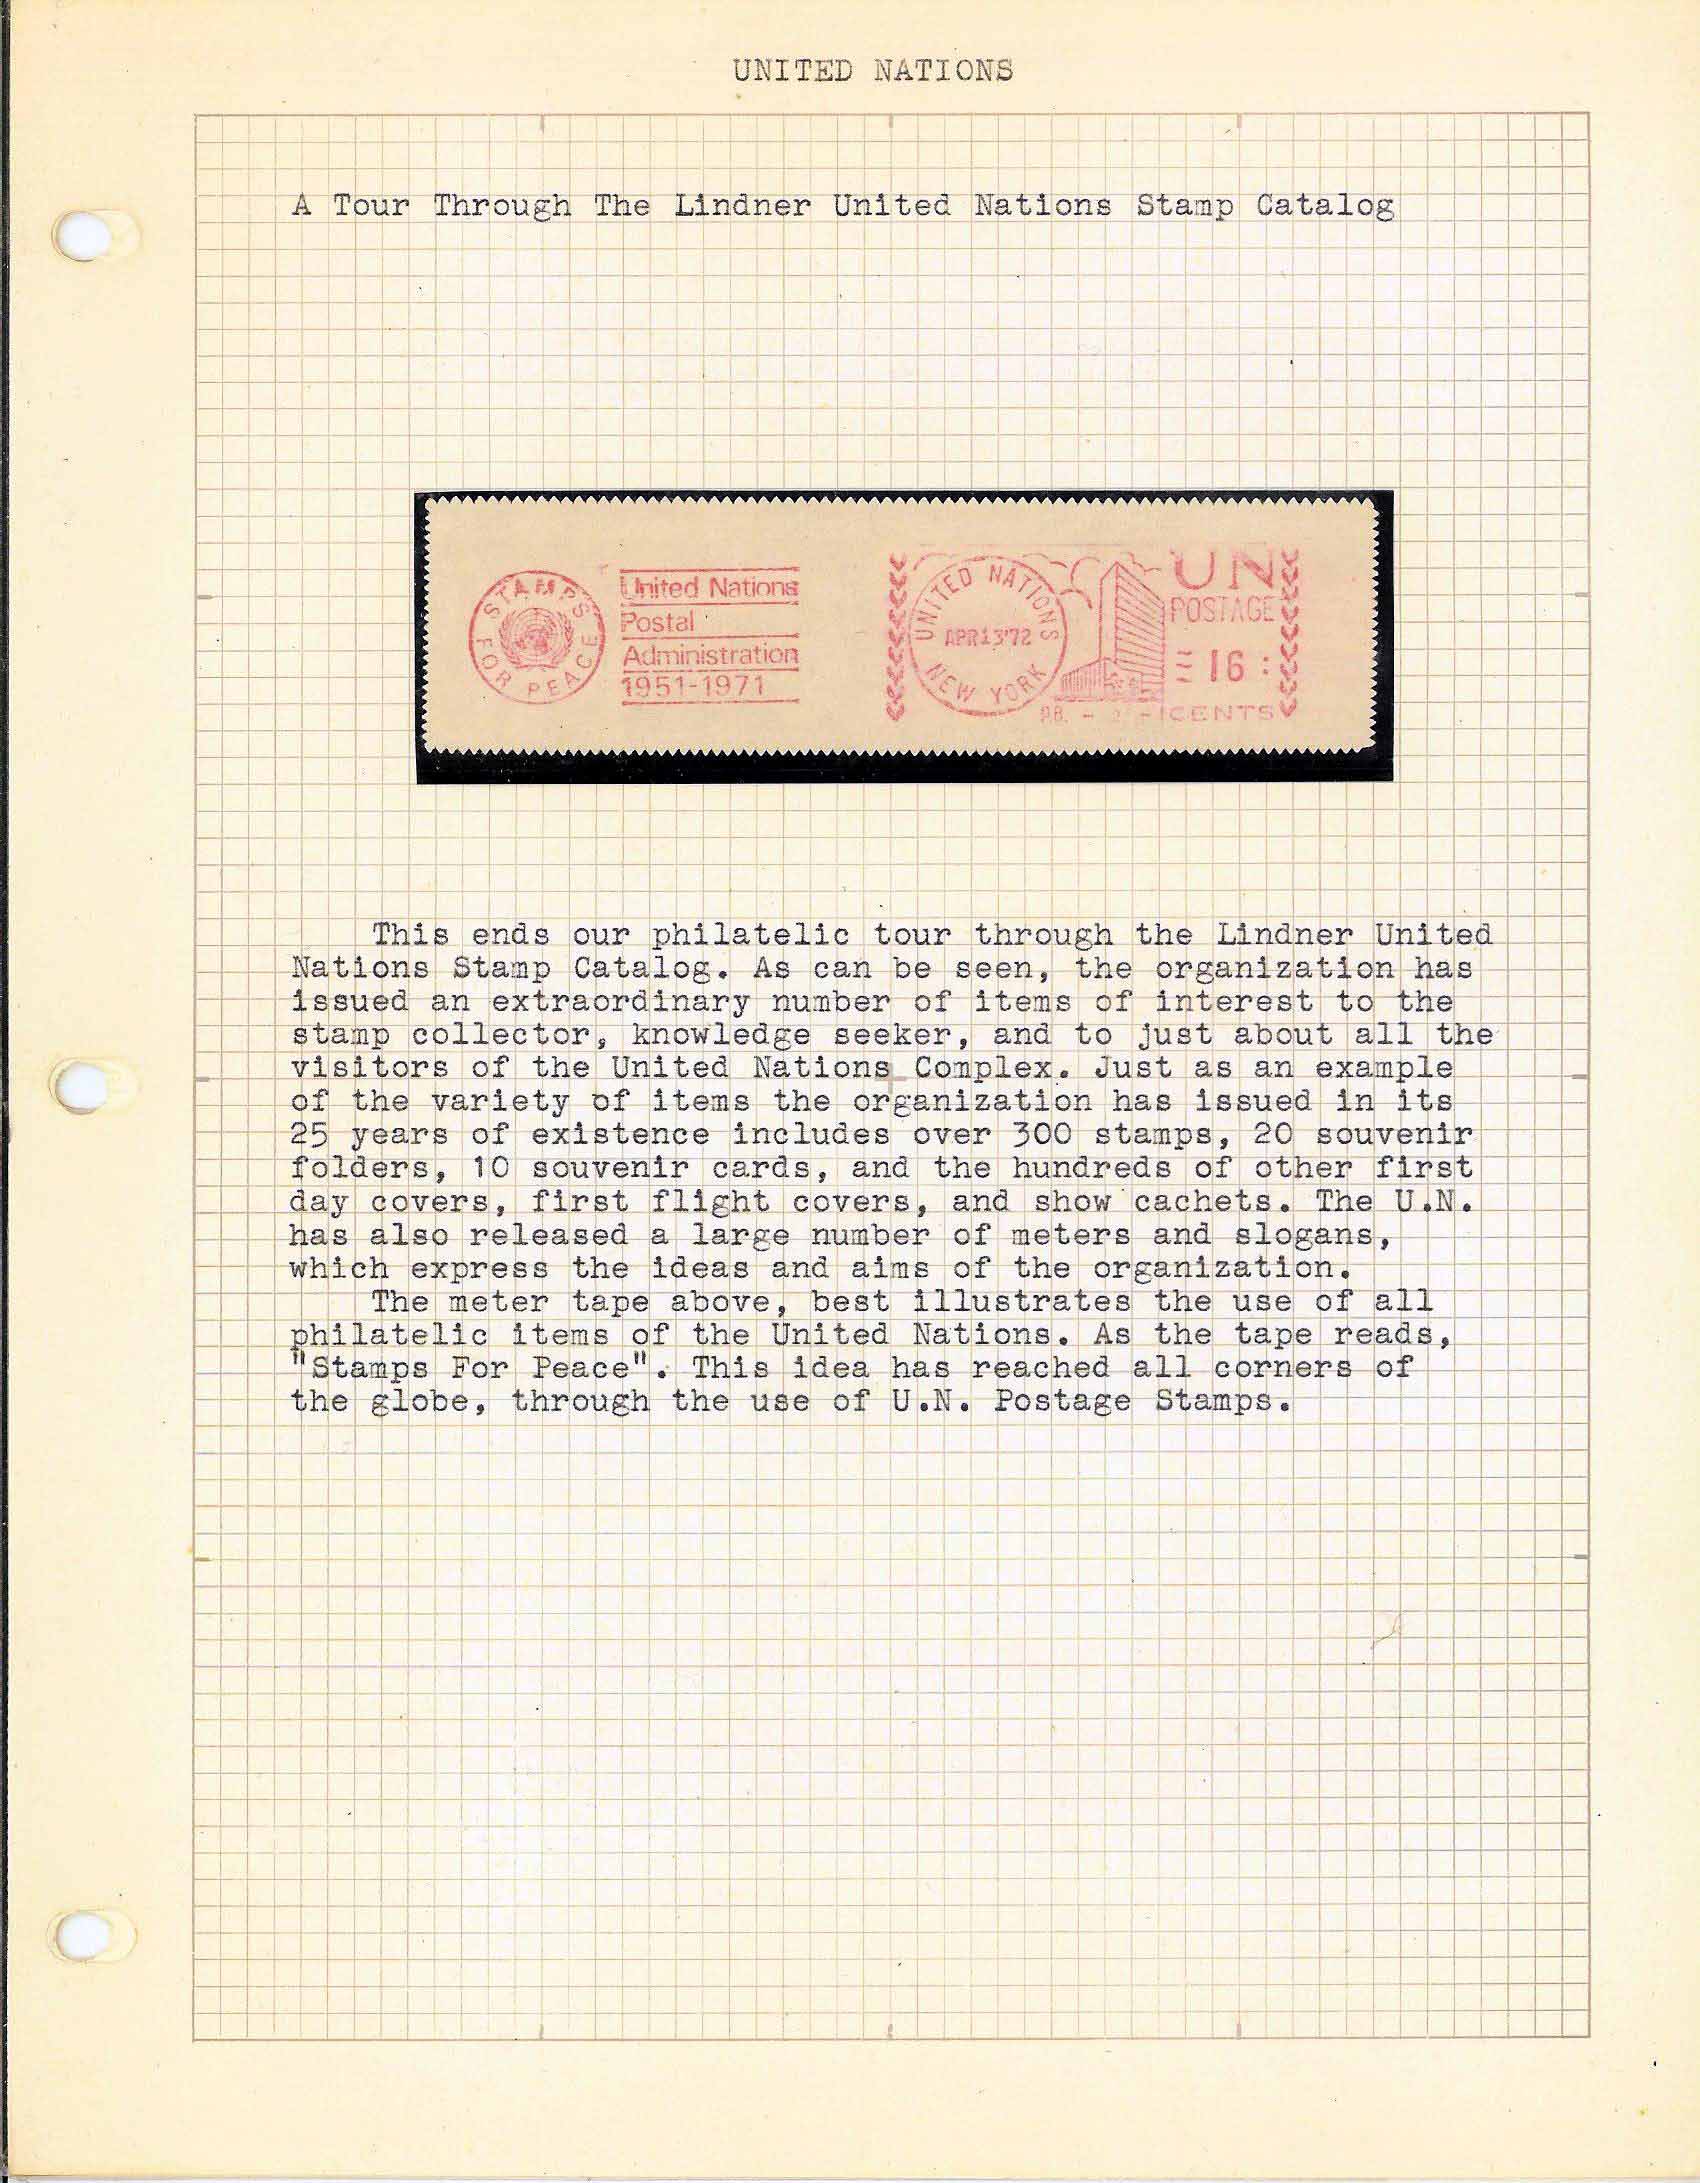 UNITED NATIONS
A Tour Through The Lindner United Nations Stamp Catalog
STAMPS FOR PEACE
United Nations
Postal
Administration
1951-1971
UNITED NATIONS
APR13'72
NEW YORK
UN
POSTAGE
16
P.B.
CENTS
This ends our philatelic tour through the Lindner United
Nations Stamp Catalog. As can be seen, the organization has
issued an extraordinary number of items of interest to the
stamp collector, knowledge seeker, and to just about all the
visitors of the United Nations Complex. Just as an example
of the variety of items the organization has issued in its
25 years of existence includes over 300 stamps, 20 souvenir
folders, 10 souvenir cards, and the hundreds of other first
day covers, first flight covers, and show cachets. The U.N.
has also released a large number of meters and slogans,
which express the ideas and aims of the organization.
The meter tape above, best illustrates the use of all
philatelic items of the United Nations. As the tape reads,
"Stamps For Peace". This idea has reached all corners of
the globe, through the use of U.N. Postage Stamps.